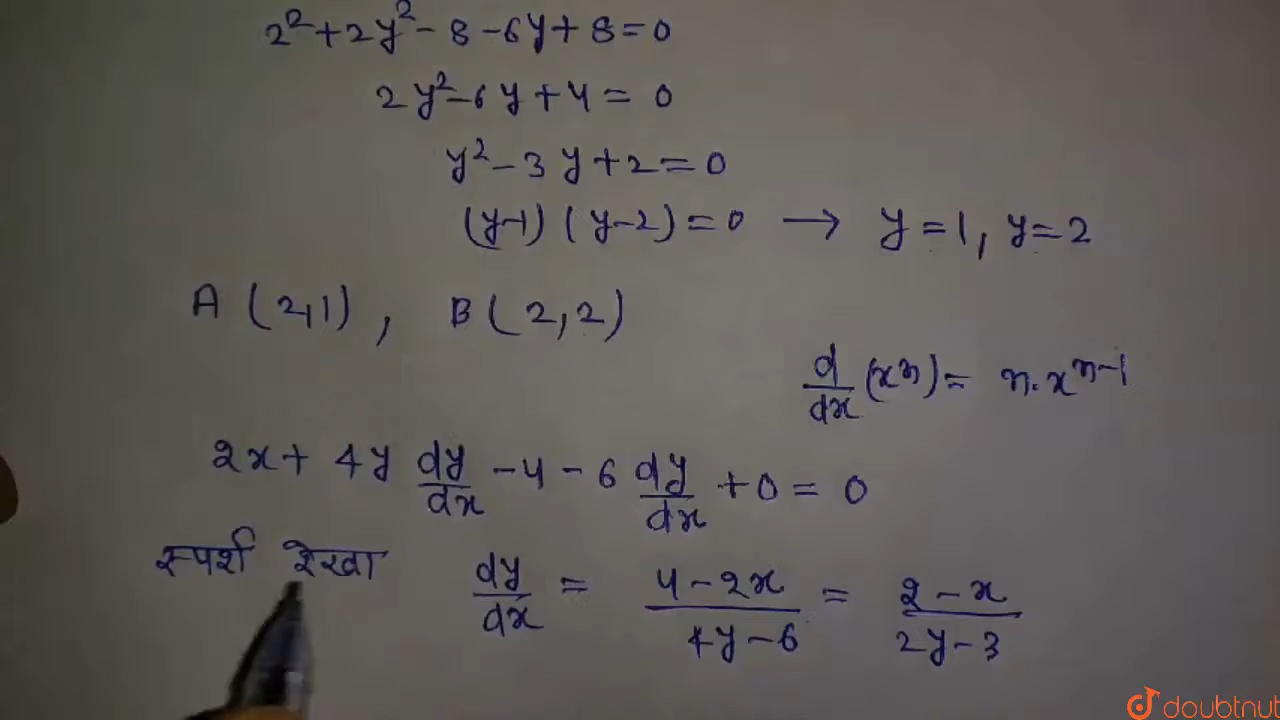 2² + 2y² - 8 - 6y + 8 = 0
2y² - 6y + 4 = 0
y² - 3y + 2 = 0
(y-1) (y-2) = 0 → y = 1, y = 2
A (2,1) , B (2,2)
d/dx (xⁿ) = n. xⁿ⁻¹
2x + 4y dy/dx - 4 - 6 dy/dx + 0 = 0
स्पर्श रेखा dy/dx = 4 - 2x / 4y - 6 = 2 - x / 2y - 3
doubtnut